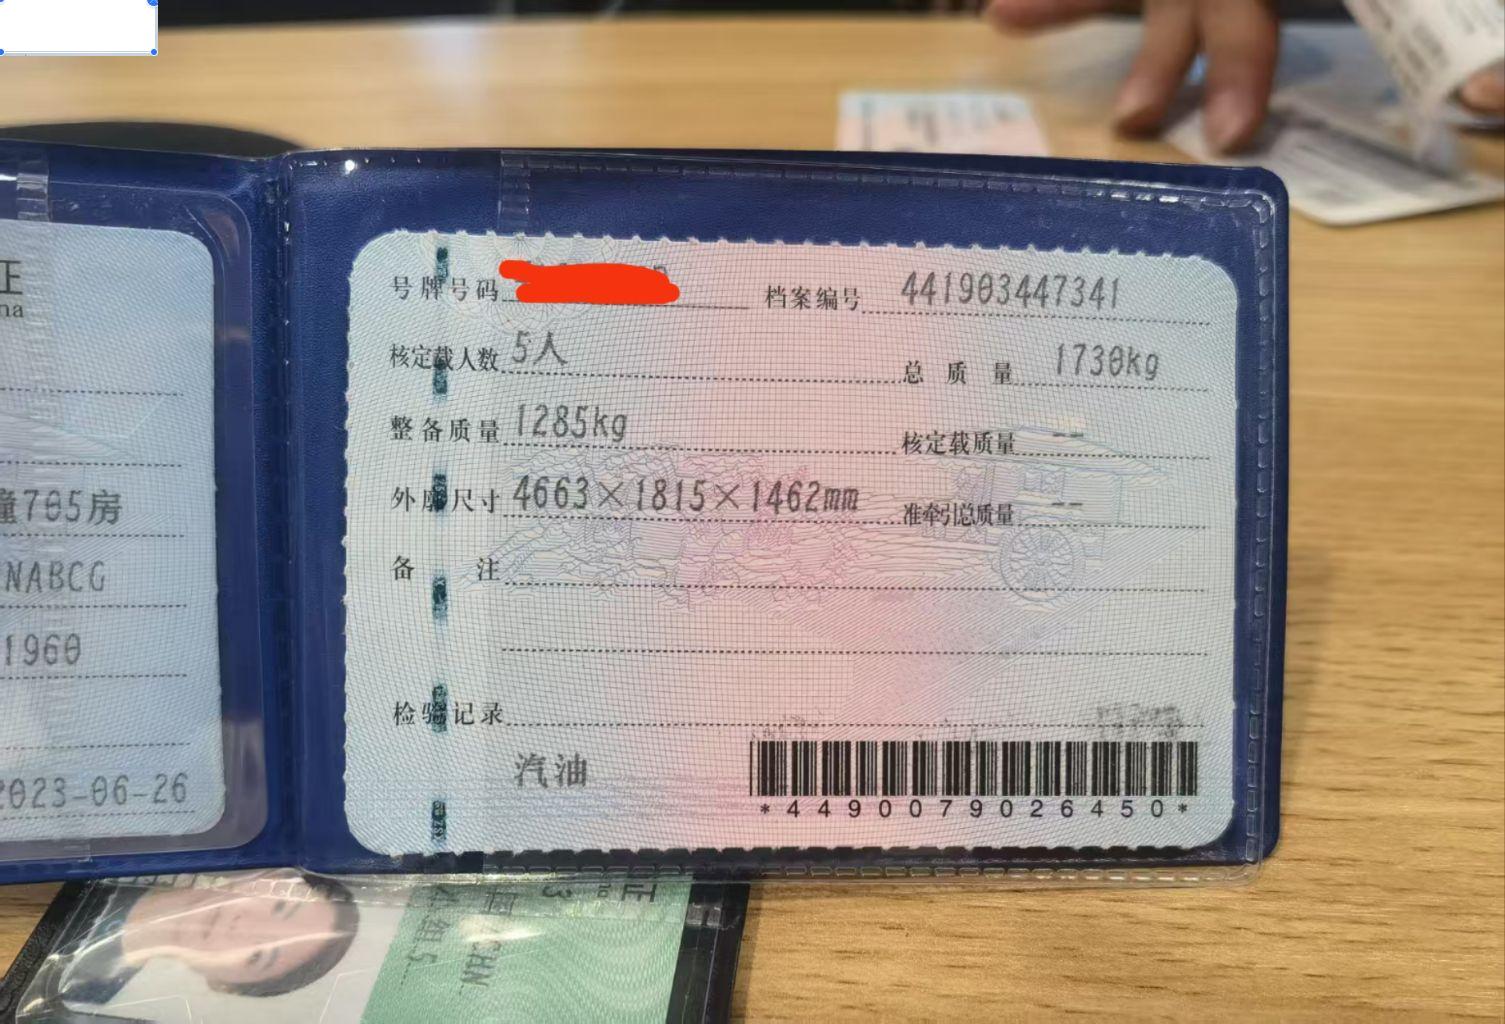 正
na
705房
NABCG
1960
2023-06-26
号牌号码 档案编号 441903447341
核定载人数 5人 总质量 1730kg
整备质量 1285kg 核定载质量 --
外廓尺寸 4663×1815×1462mm 准牵引总质量 --
备注
检验记录
汽油
*4490079026450*
证